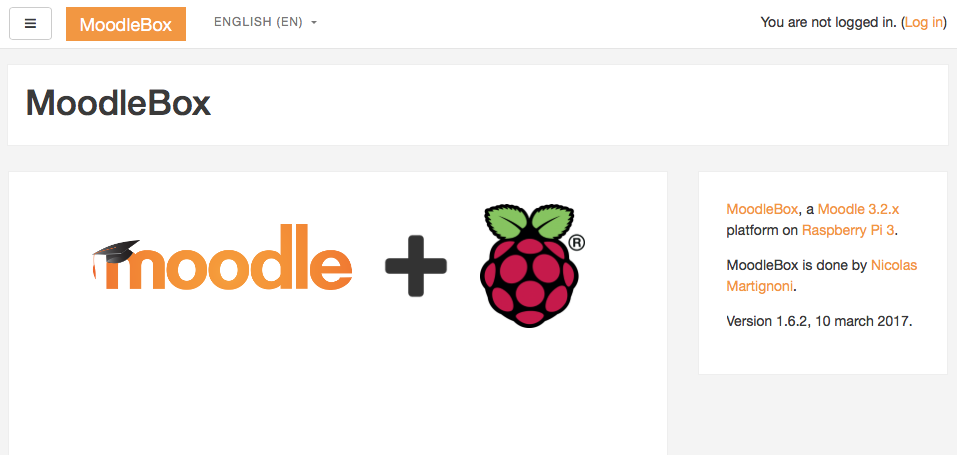 MoodleBox
ENGLISH (EN)
You are not logged in. (Log in)
MoodleBox
moodle
®
MoodleBox, a Moodle 3.2.x
platform on Raspberry Pi 3.
MoodleBox is done by Nicolas
Martignoni.
Version 1.6.2, 10 march 2017.